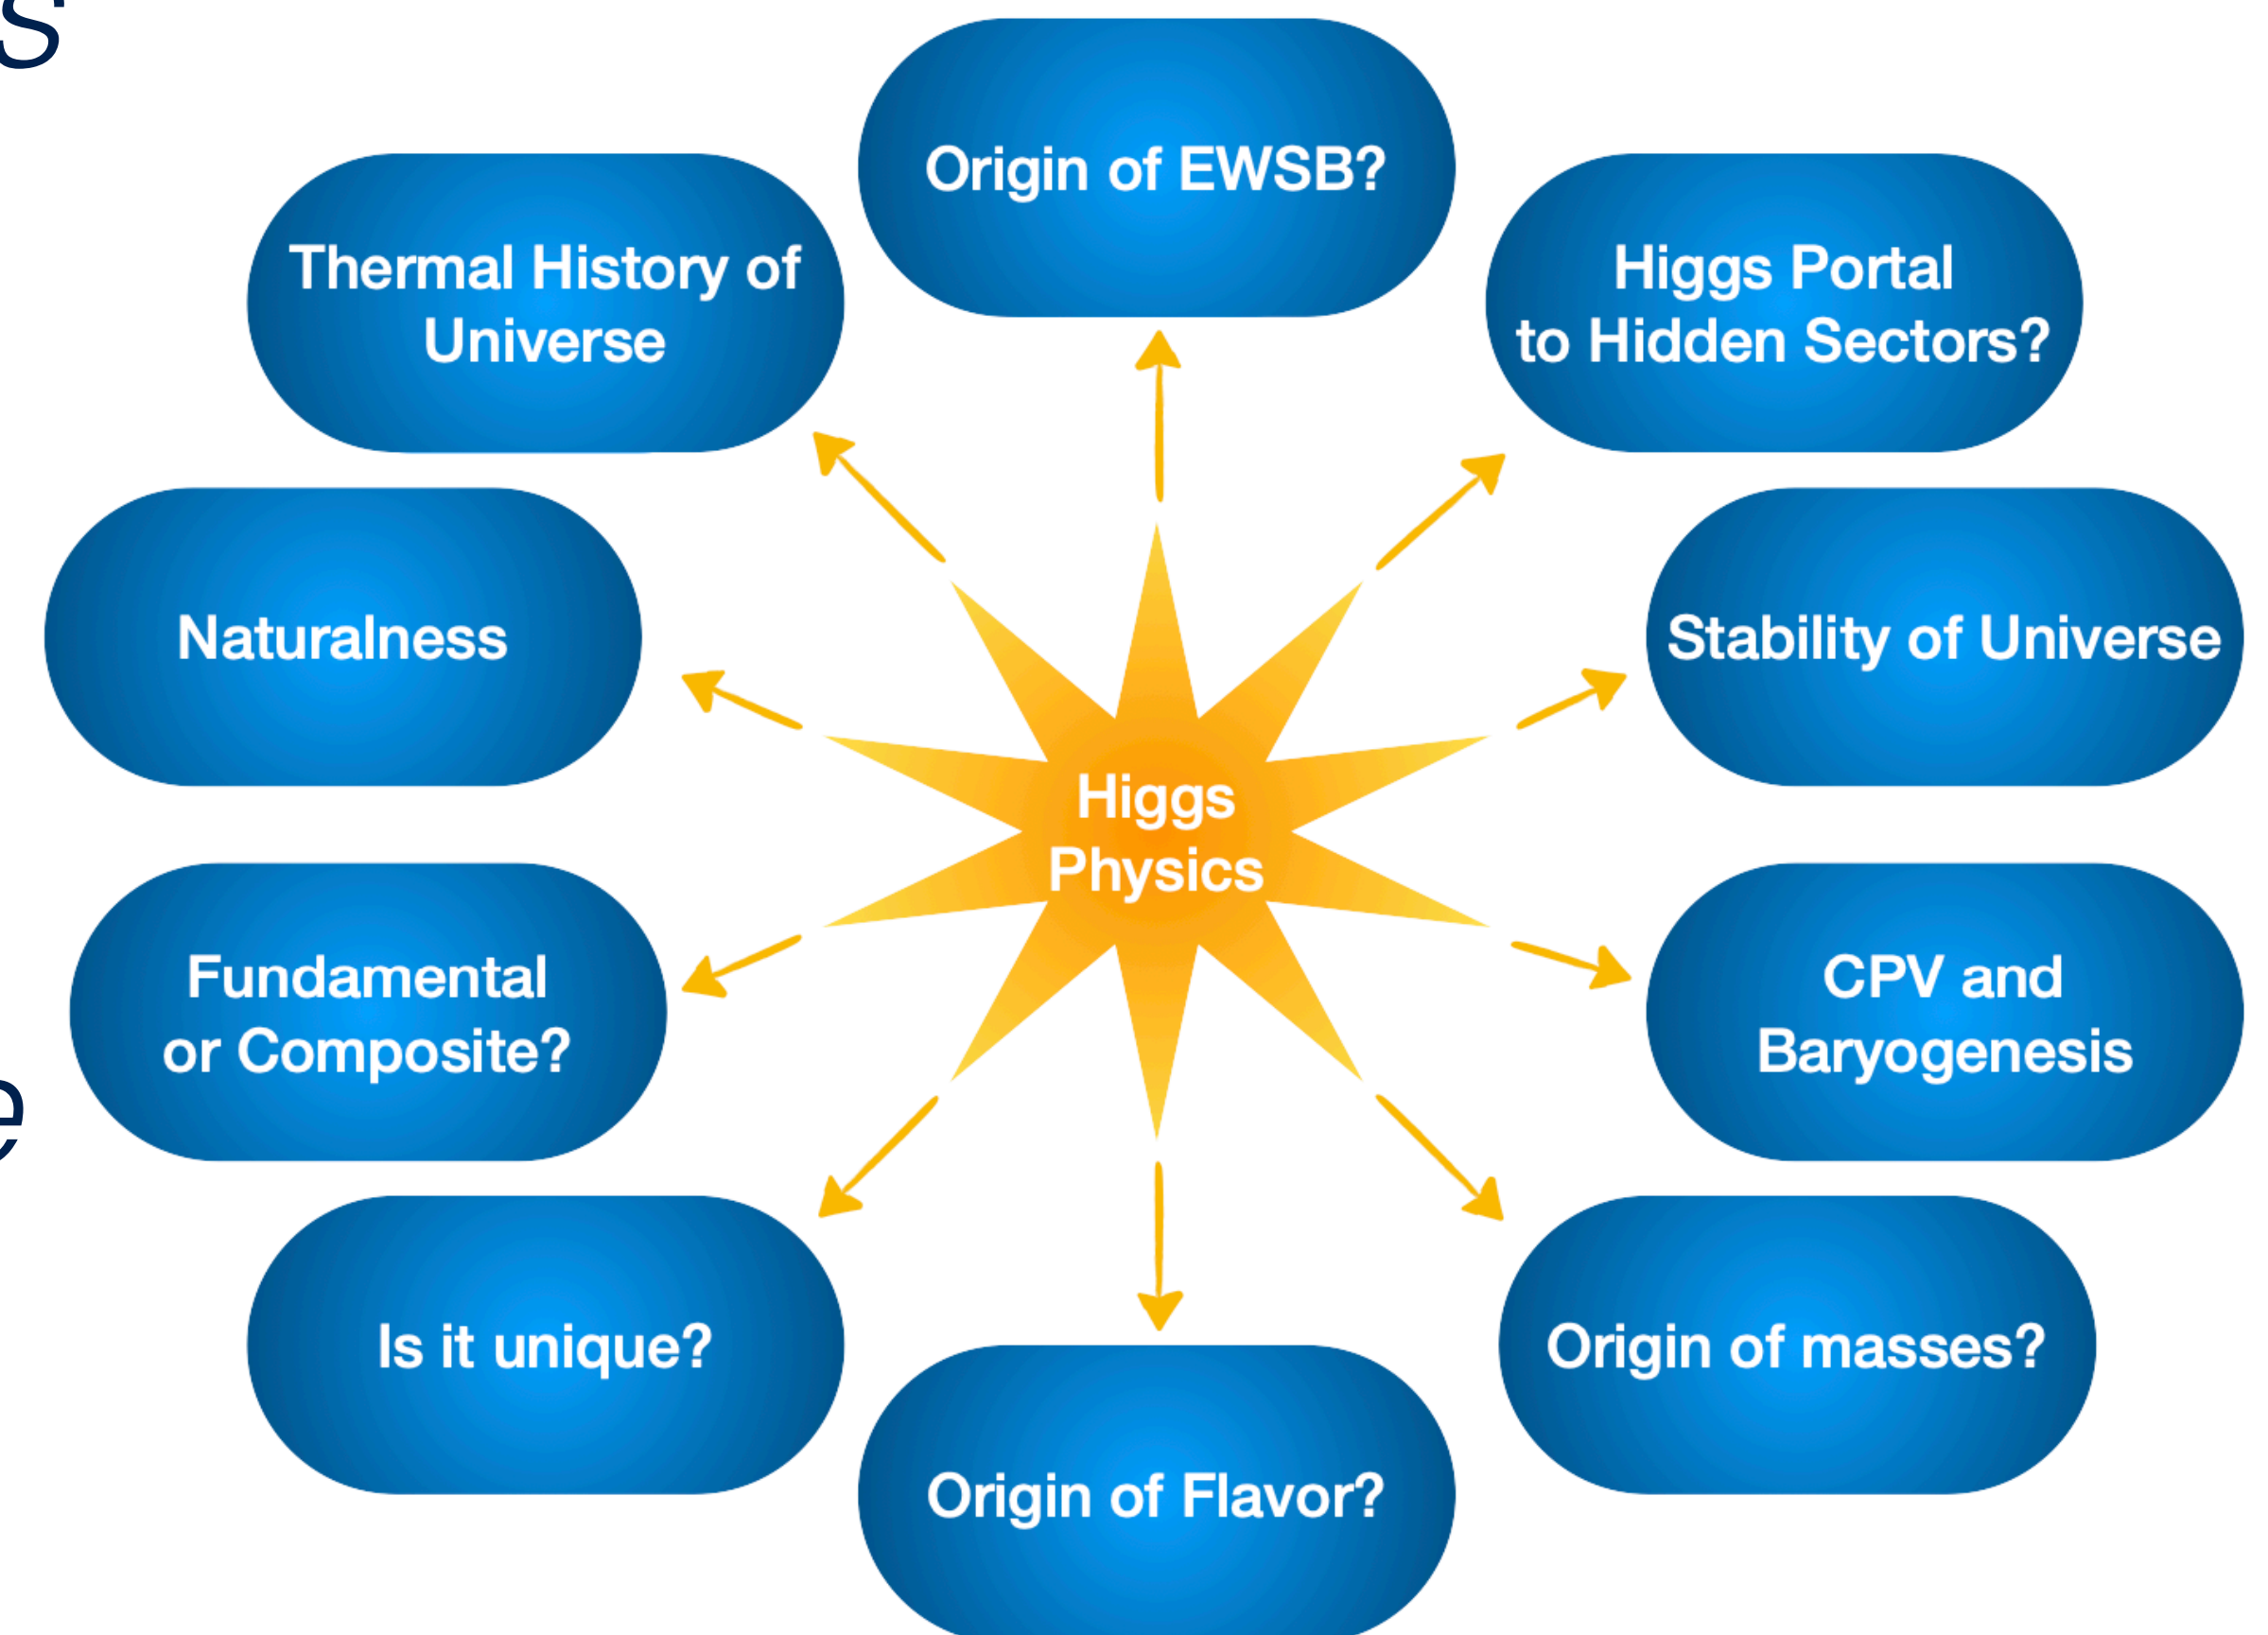 s
Origin of EWSB?
Thermal History of
Universe
Higgs Portal
to Hidden Sectors?
Naturalness
Stability of Universe
Higgs
Physics
Fundamental
or Composite?
CPV and
Baryogenesis
e
Is it unique?
Origin of masses?
Origin of Flavor?